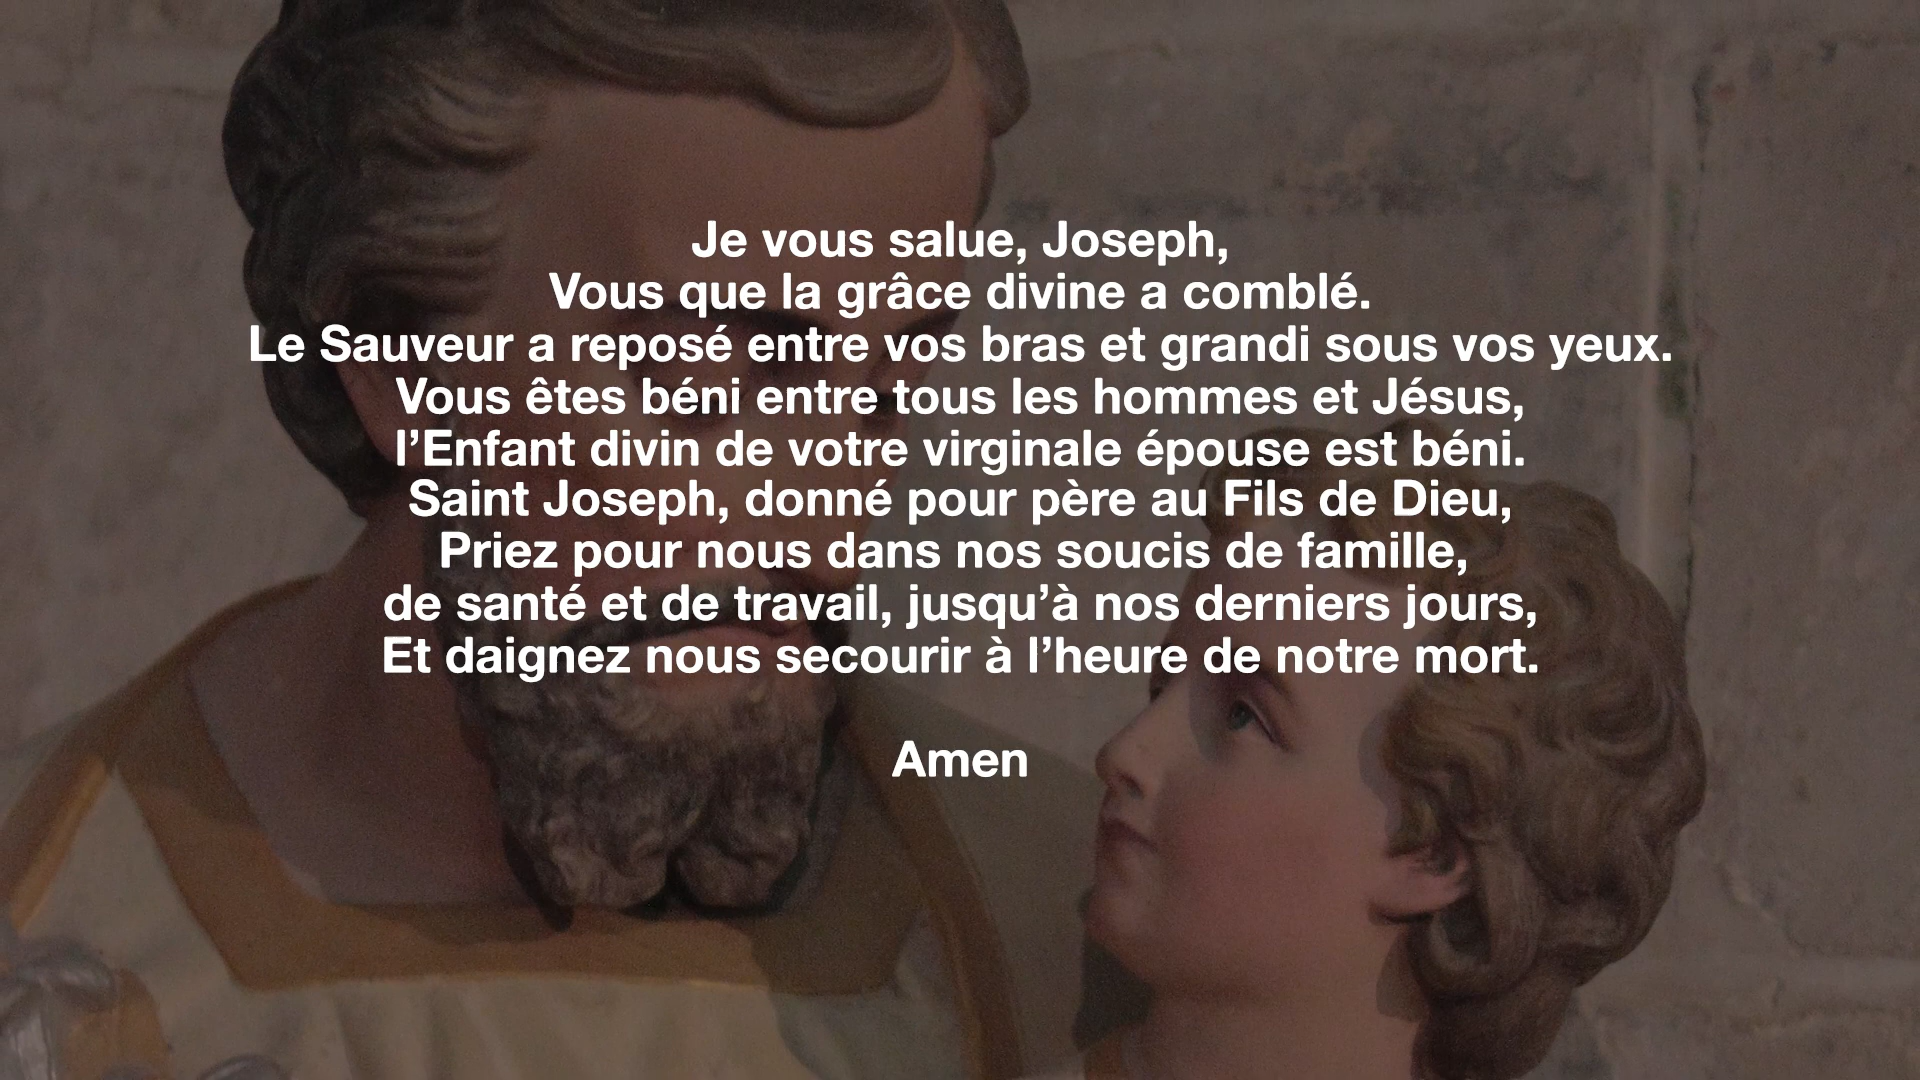 Je vous salue, Joseph,
Vous que la grâce divine a comblé.
Le Sauveur a reposé entre vos bras et grandi sous vos yeux.
Vous êtes béni entre tous les hommes et Jésus,
l’Enfant divin de votre virginale épouse est béni.
Saint Joseph, donné pour père au Fils de Dieu,
Priez pour nous dans nos soucis de famille,
de santé et de travail, jusqu’à nos derniers jours,
Et daignez nous secourir à l’heure de notre mort.
Amen